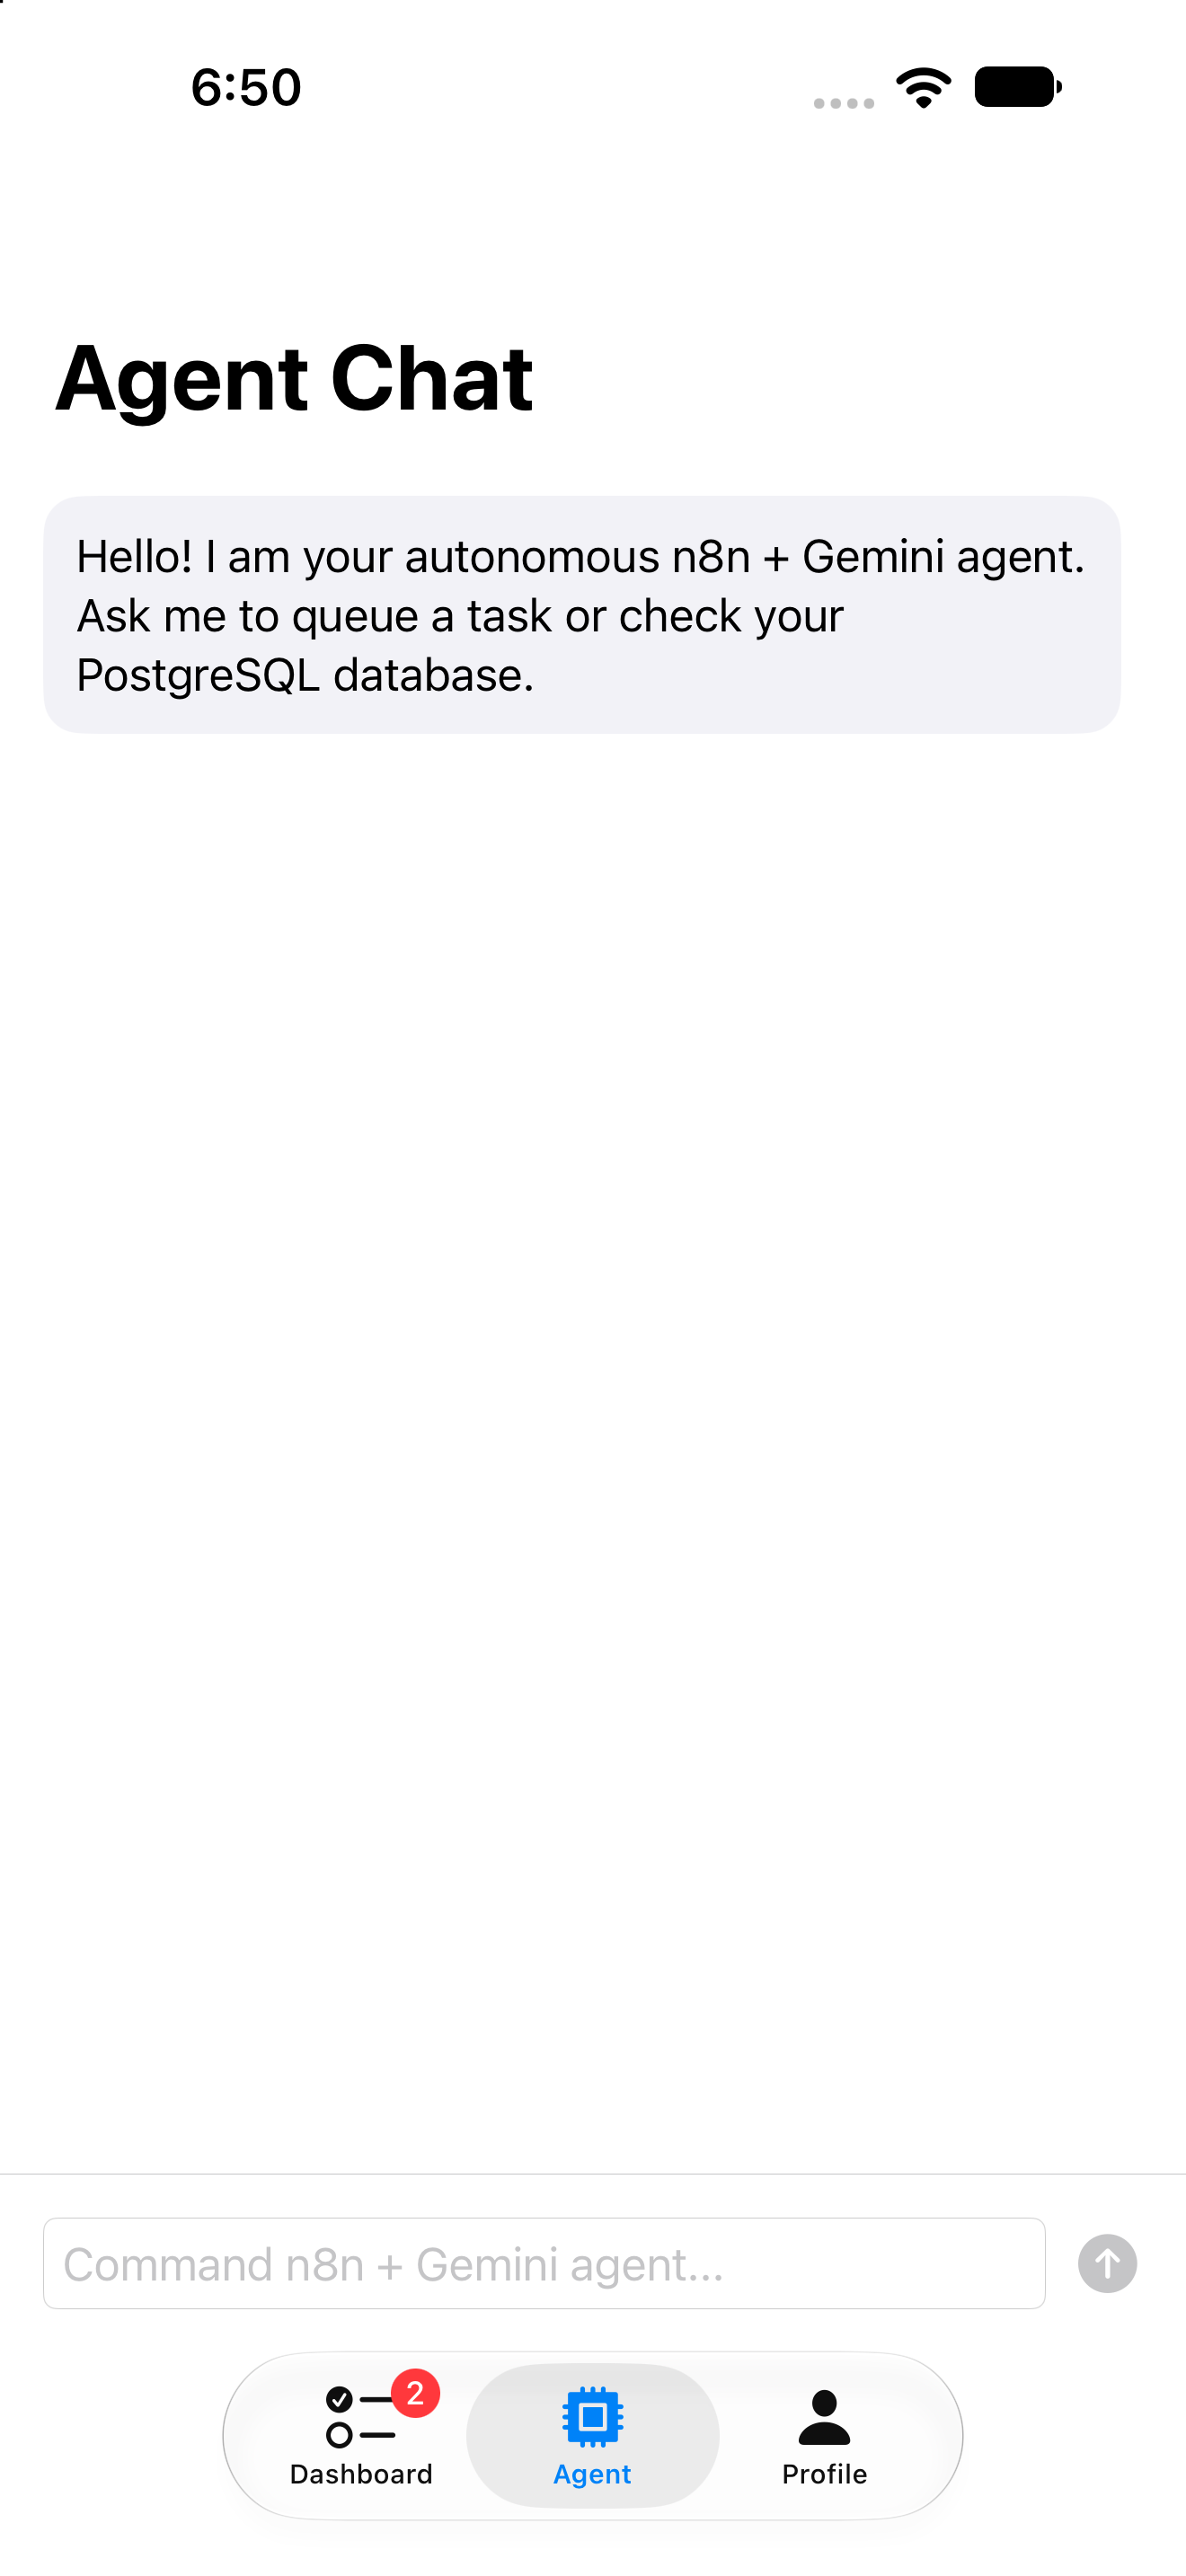 6:50
Agent Chat
Hello! I am your autonomous n8n + Gemini agent.
Ask me to queue a task or check your
PostgreSQL database.
Command n8n + Gemini agent...
2
Dashboard
Agent
Profile